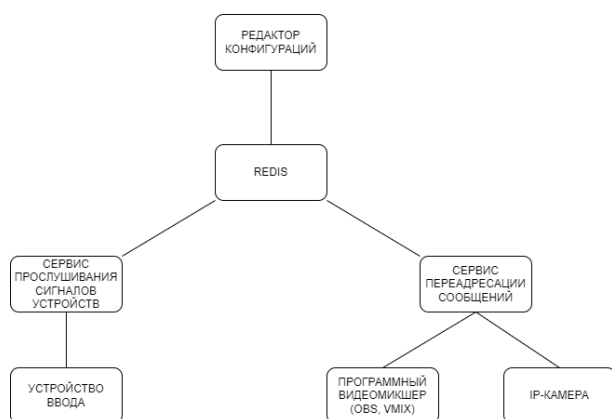 РЕДАКТОР
КОНФИГУРАЦИЙ
REDIS
СЕРВИС
ПРОСЛУШИВАНИЯ
СИГНАЛОВ
УСТРОЙСТВ
СЕРВИС
ПЕРЕАДРЕСАЦИИ
СООБЩЕНИЙ
УСТРОЙСТВО
ВВОДА
ПРОГРАММНЫЙ
ВИДЕОМИКШЕР
(OBS, VMIX)
IP-КАМЕРА